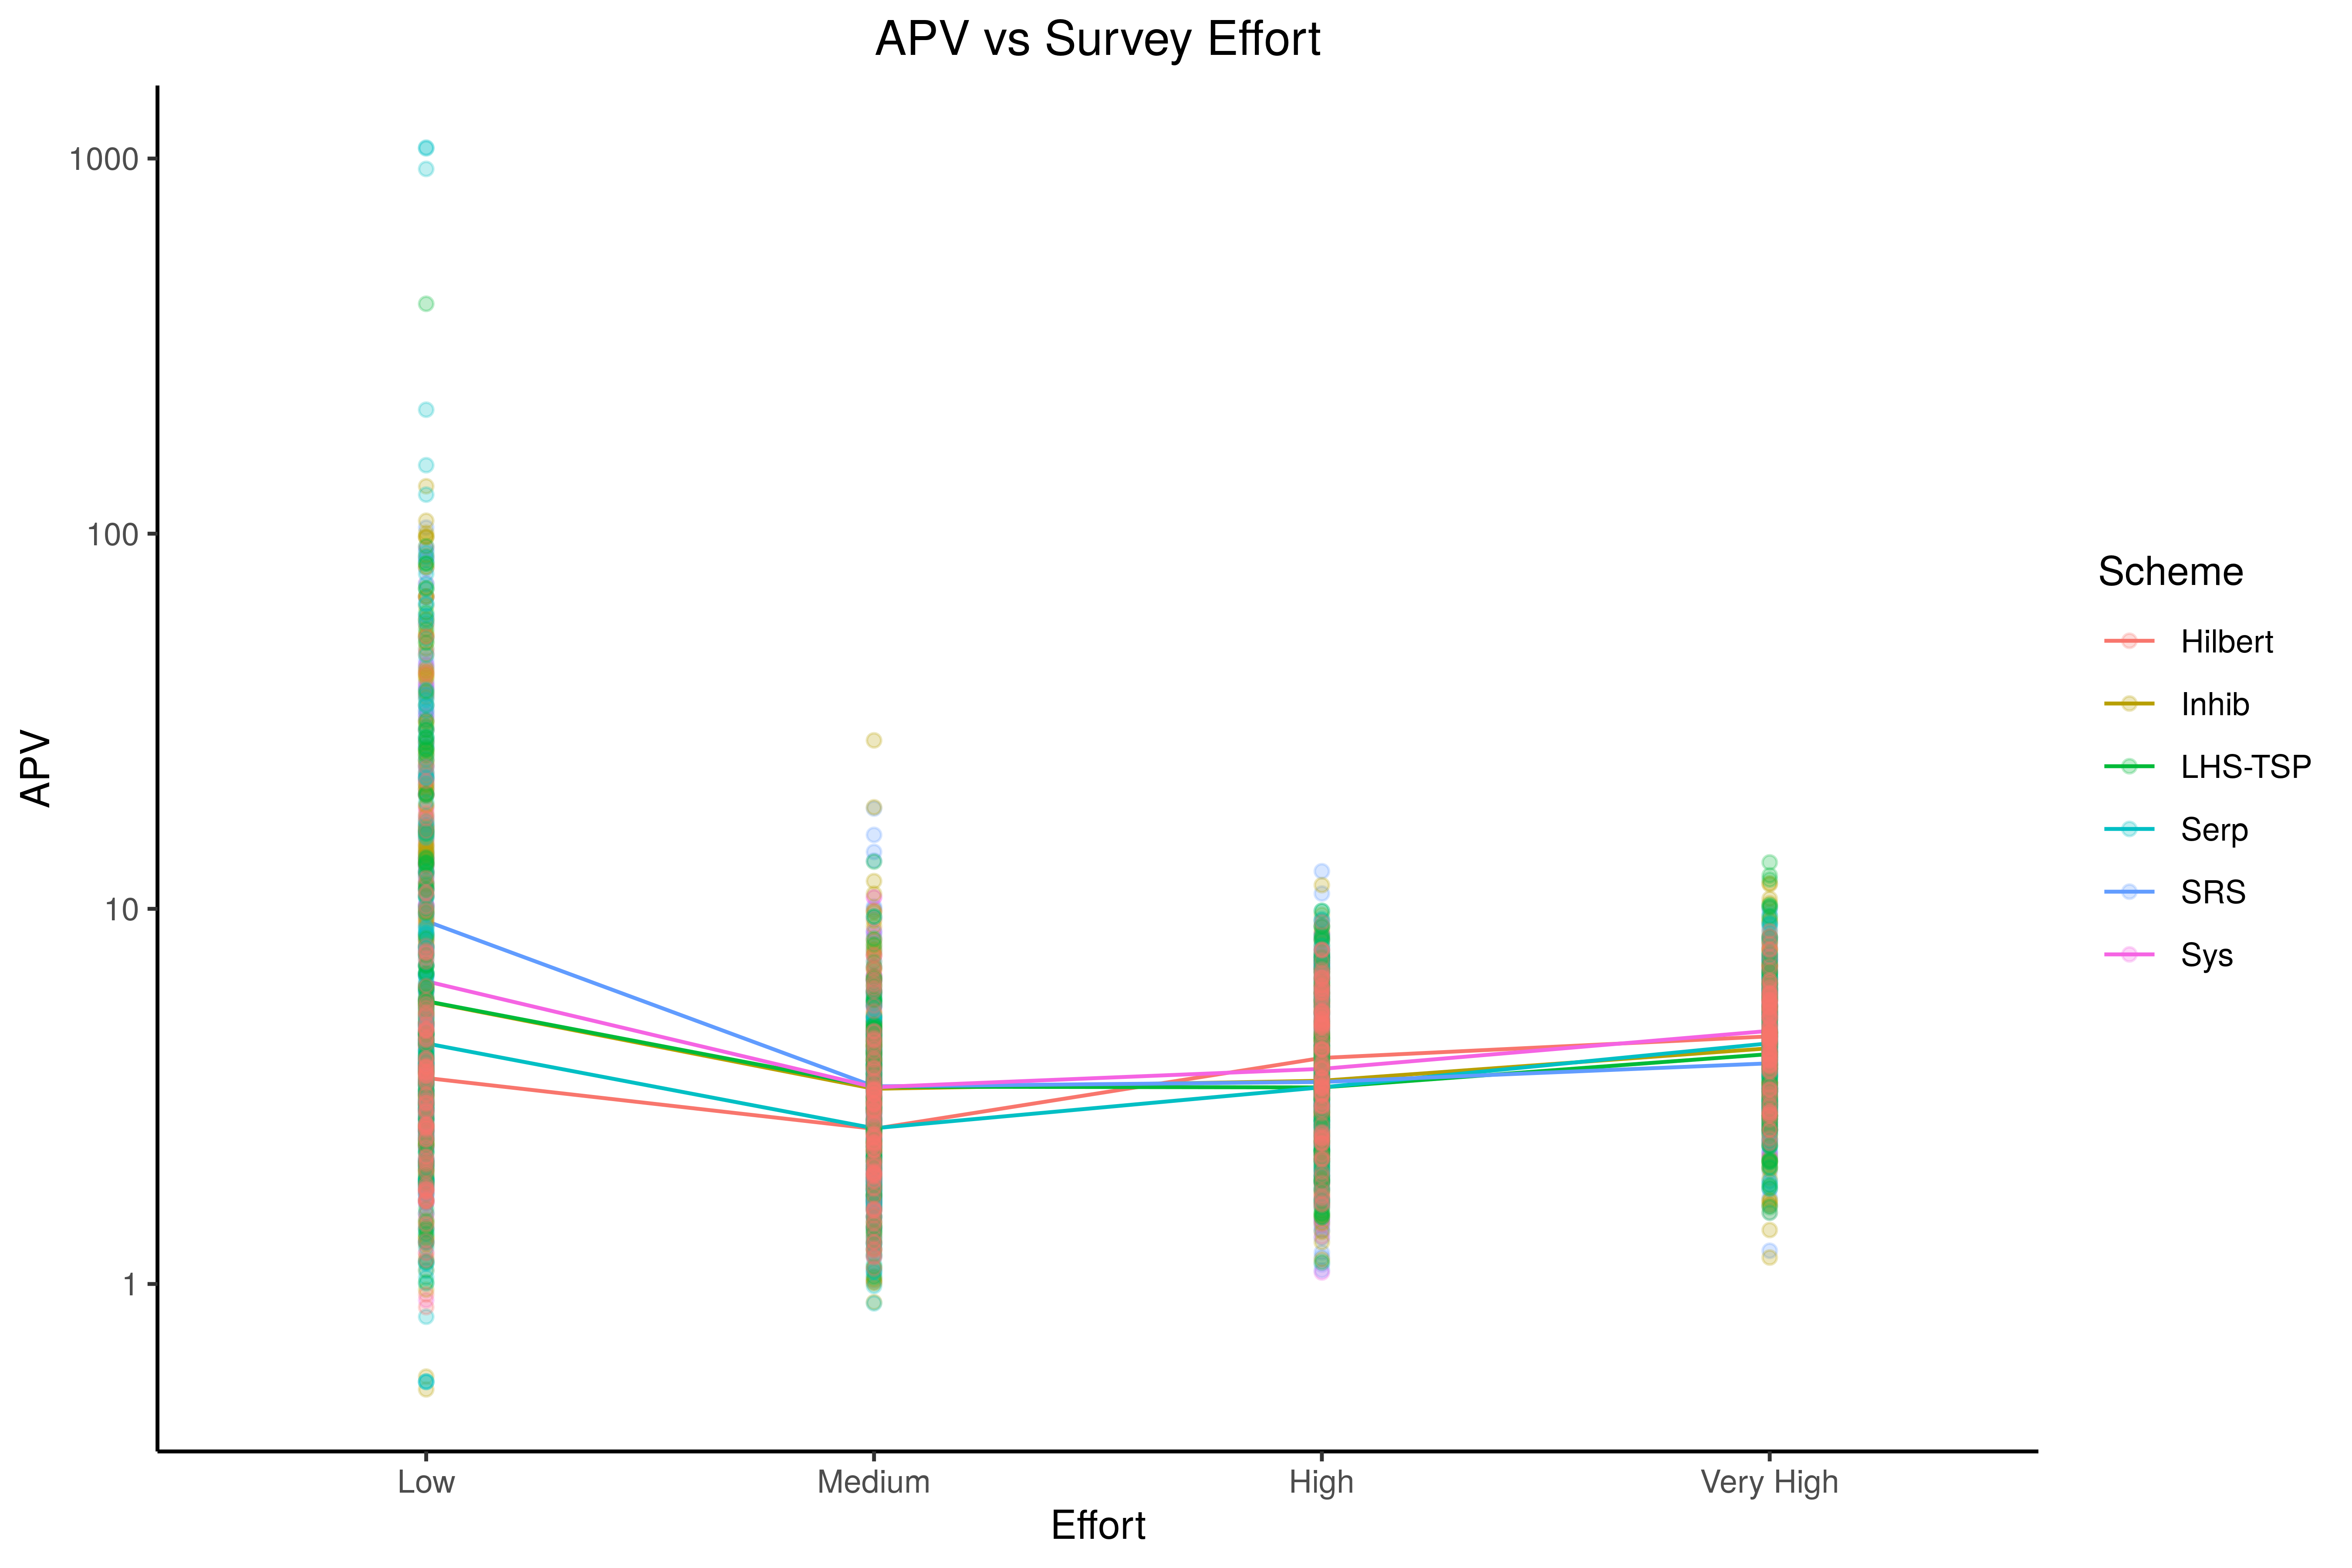 APV vs Survey Effort
APV
1000
100
10
1
Low
Medium
High
Very High
Effort
Scheme
Hilbert
Inhib
LHS-TSP
Serp
SRS
Sys